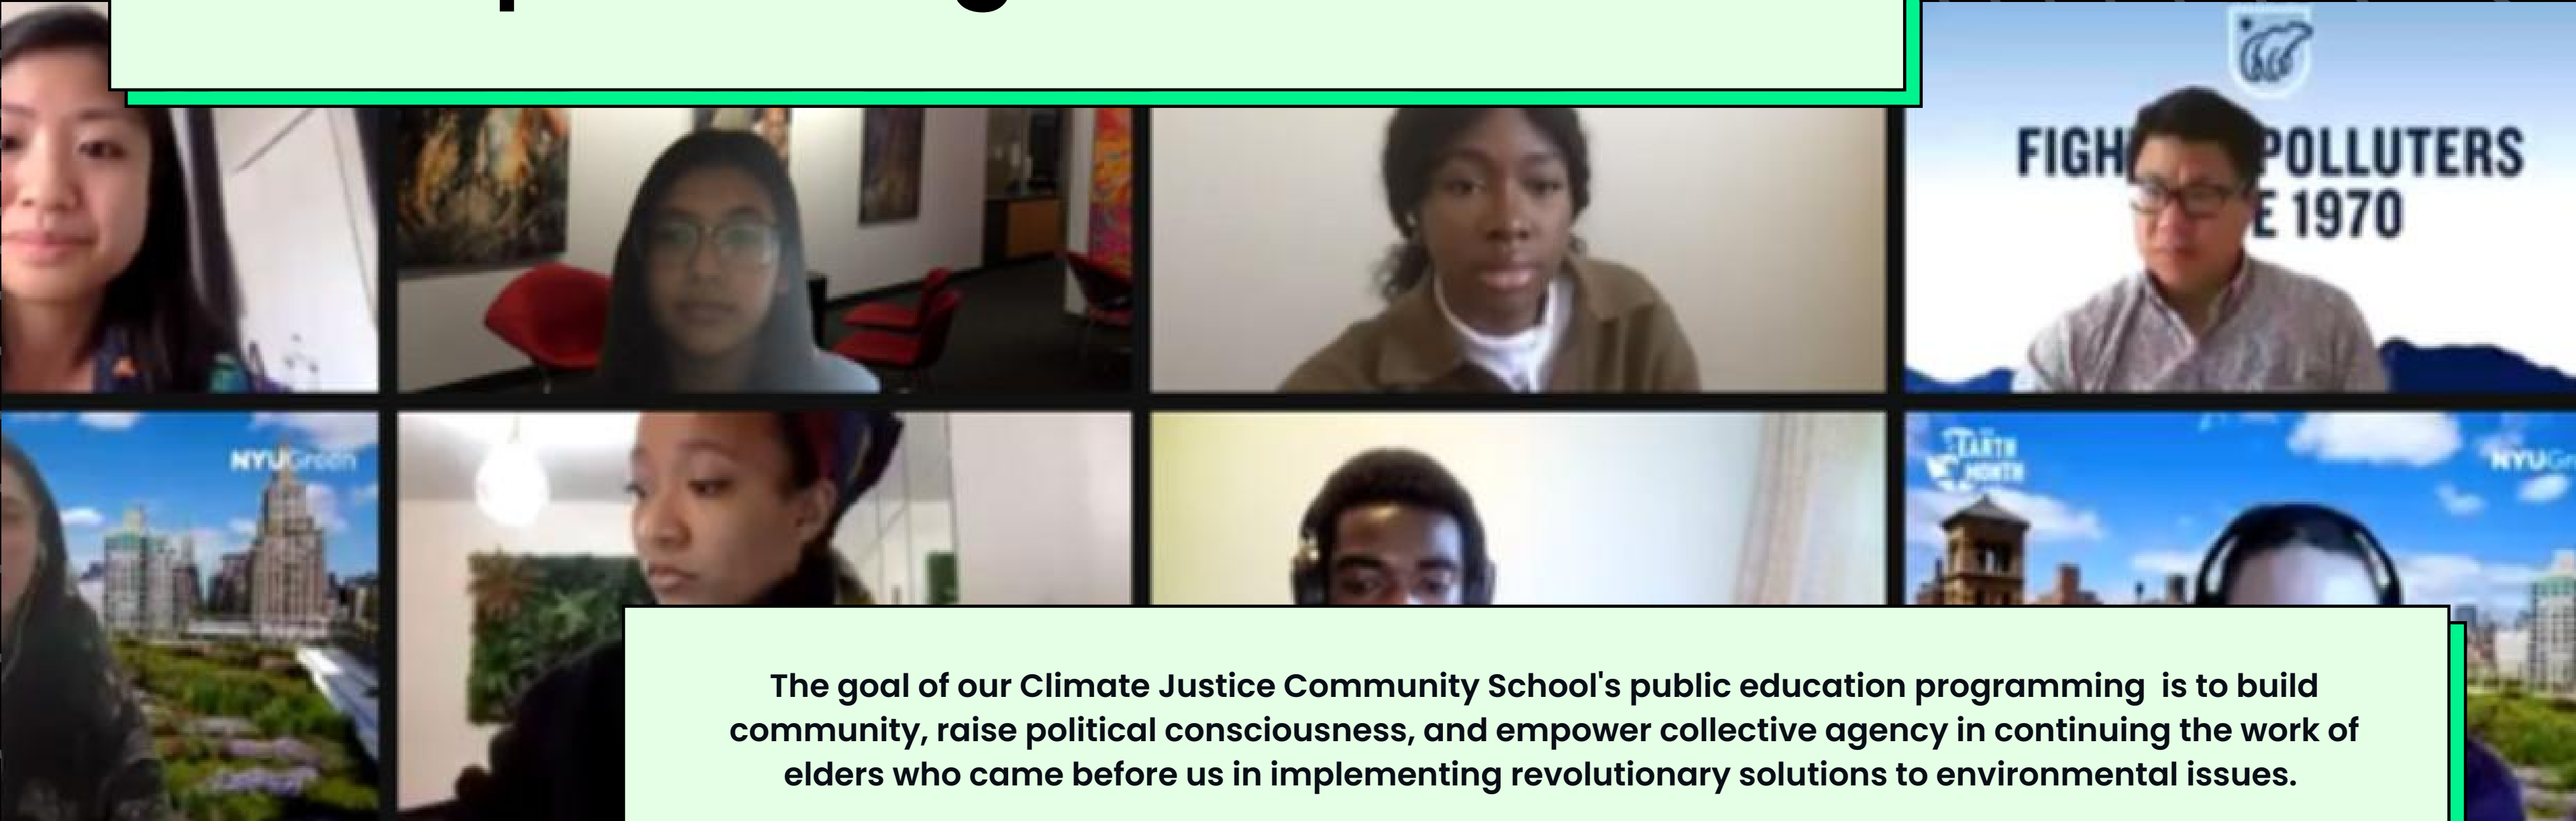 FIGH POLLUTERS
E 1970
NYUGreen
EARTH
MONTH
NYUGr
The goal of our Climate Justice Community School's public education programming  is to build
community, raise political consciousness, and empower collective agency in continuing the work of
elders who came before us in implementing revolutionary solutions to environmental issues.